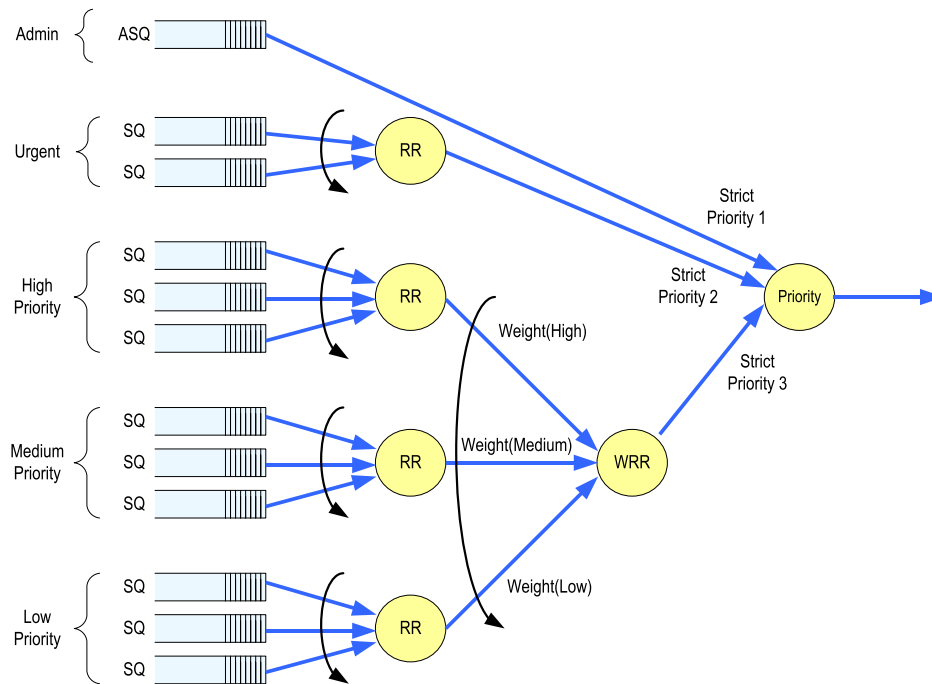 Admin
ASQ
Urgent
SQ
SQ
RR
Strict
Priority 1
High
Priority
SQ
SQ
SQ
RR
Strict
Priority 2
Priority
Weight(High)
Strict
Priority 3
Medium
Priority
SQ
SQ
SQ
RR
Weight(Medium)
WRR
Low
Priority
SQ
SQ
SQ
RR
Weight(Low)